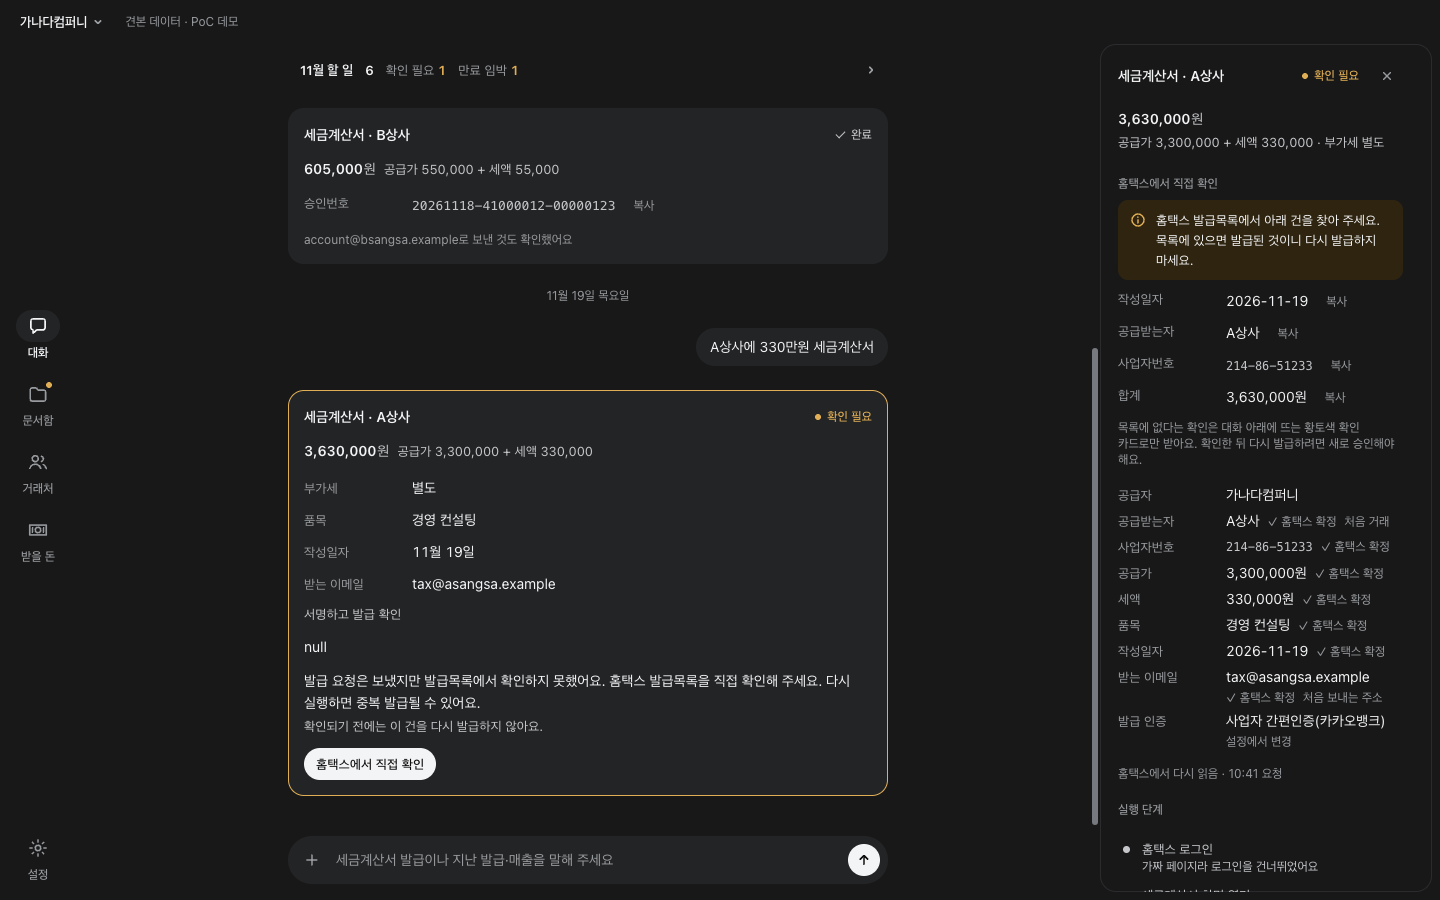 가나다컴퍼니
견본 데이터 · PoC 데모
11월 할 일 6 확인 필요 1 만료 임박 1
세금계산서 · B상사
완료
605,000원 공급가 550,000 + 세액 55,000
승인번호 20261118-41000012-00000123 복사
account@bsangsa.example로 보낸 것도 확인했어요
11월 19일 목요일
A상사에 330만원 세금계산서
세금계산서 · A상사
확인 필요
3,630,000원 공급가 3,300,000 + 세액 330,000
부가세 별도
품목 경영 컨설팅
작성일자 11월 19일
받는 이메일 tax@asangsa.example
서명하고 발급 확인
null
발급 요청은 보냈지만 발급목록에서 확인하지 못했어요. 홈택스 발급목록을 직접 확인해 주세요. 다시
실행하면 중복 발급될 수 있어요.
확인되기 전에는 이 건을 다시 발급하지 않아요.
홈택스에서 직접 확인
세금계산서 발급이나 지난 발급·매출을 말해 주세요
대화
문서함
거래처
받을 돈
설정
세금계산서 · A상사
확인 필요
3,630,000원
공급가 3,300,000 + 세액 330,000 · 부가세 별도
홈택스에서 직접 확인
홈택스 발급목록에서 아래 건을 찾아 주세요.
목록에 있으면 발급된 것이니 다시 발급하지
마세요.
작성일자 2026-11-19 복사
공급받는자 A상사 복사
사업자번호 214-86-51233 복사
합계 3,630,000원 복사
목록에 없다는 확인은 대화 아래에 뜨는 황토색 확인
카드로만 받아요. 확인한 뒤 다시 발급하려면 새로 승인해야
해요.
공급자 가나다컴퍼니
공급받는자 A상사 홈택스 확정 처음 거래
사업자번호 214-86-51233 홈택스 확정
공급가 3,300,000원 홈택스 확정
세액 330,000원 홈택스 확정
품목 경영 컨설팅 홈택스 확정
작성일자 2026-11-19 홈택스 확정
받는 이메일 tax@asangsa.example
홈택스 확정 처음 보내는 주소
발급 인증 사업자 간편인증(카카오뱅크)
설정에서 변경
홈택스에서 다시 읽음 · 10:41 요청
실행 단계
홈택스 로그인
가짜 페이지라 로그인을 건너뛰었어요